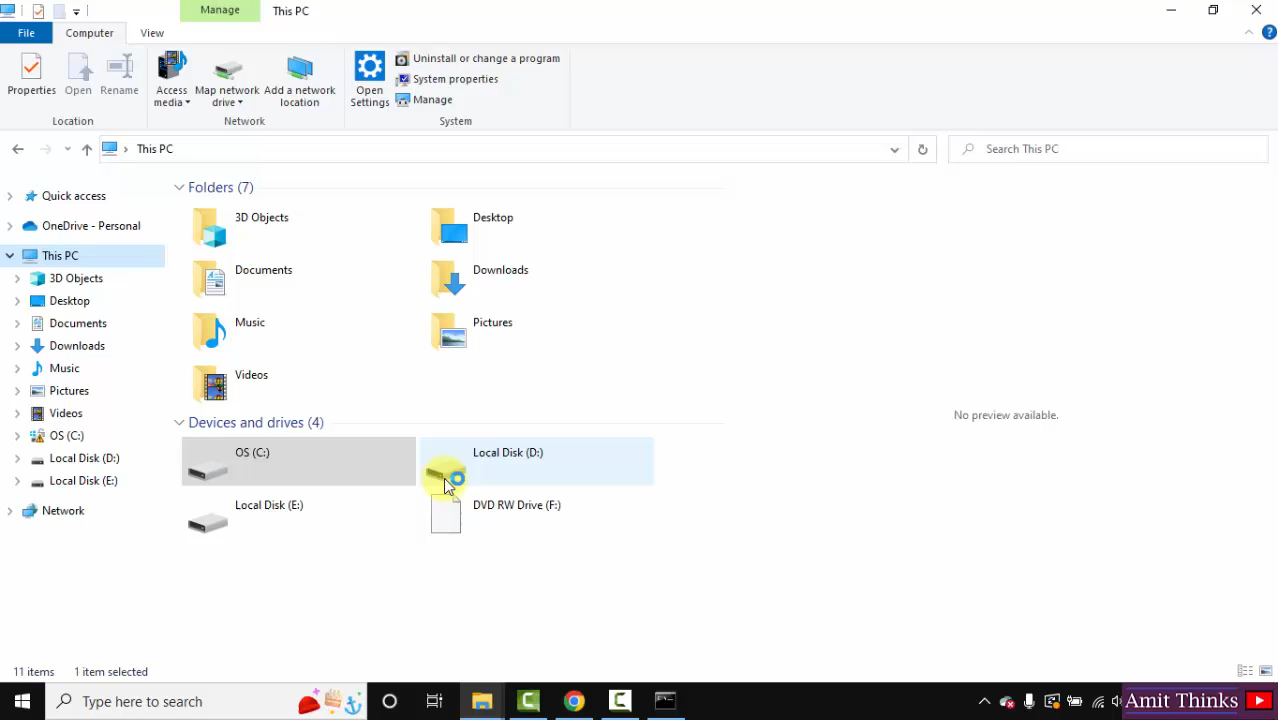 Manage
This PC
File
Computer
View
Properties
Open
Rename
Access media
Map network drive
Add a network location
Open Settings
Uninstall or change a program
System properties
Manage
Location
Network
System
This PC
Search This PC
Quick access
OneDrive - Personal
This PC
3D Objects
Desktop
Documents
Downloads
Music
Pictures
Videos
OS (C:)
Local Disk (D:)
Local Disk (E:)
Network
Folders (7)
3D Objects
Desktop
Documents
Downloads
Music
Pictures
Videos
Devices and drives (4)
OS (C:)
Local Disk (D:)
Local Disk (E:)
DVD RW Drive (F:)
No preview available.
11 items
1 item selected
Type here to search
Amit Thinks